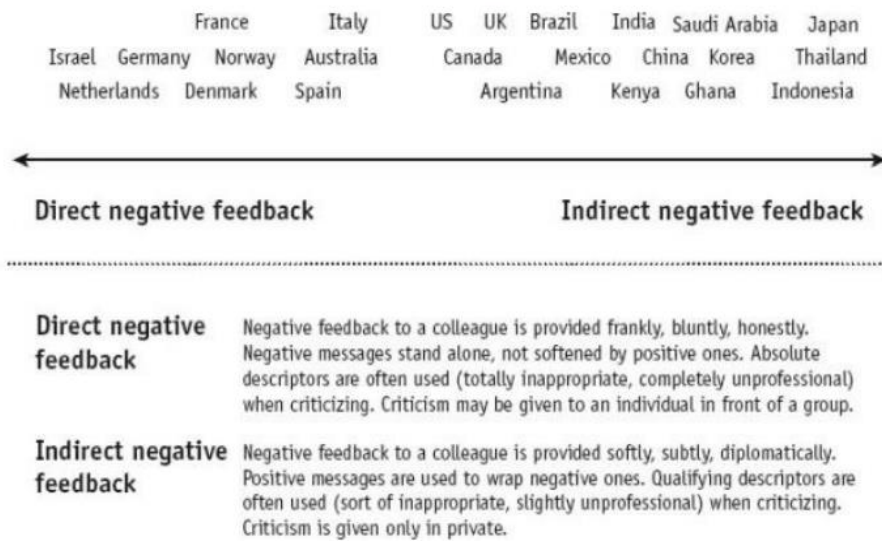 France Italy US UK Brazil India Saudi Arabia Japan
Israel Germany Norway Australia Canada Mexico China Korea Thailand
Netherlands Denmark Spain Argentina Kenya Ghana Indonesia
Direct negative feedback Indirect negative feedback
Direct negative feedback
Negative feedback to a colleague is provided frankly, bluntly, honestly.
Negative messages stand alone, not softened by positive ones. Absolute
descriptors are often used (totally inappropriate, completely unprofessional)
when criticizing. Criticism may be given to an individual in front of a group.
Indirect negative feedback
Negative feedback to a colleague is provided softly, subtly, diplomatically.
Positive messages are used to wrap negative ones. Qualifying descriptors are
often used (sort of inappropriate, slightly unprofessional) when criticizing.
Criticism is given only in private.